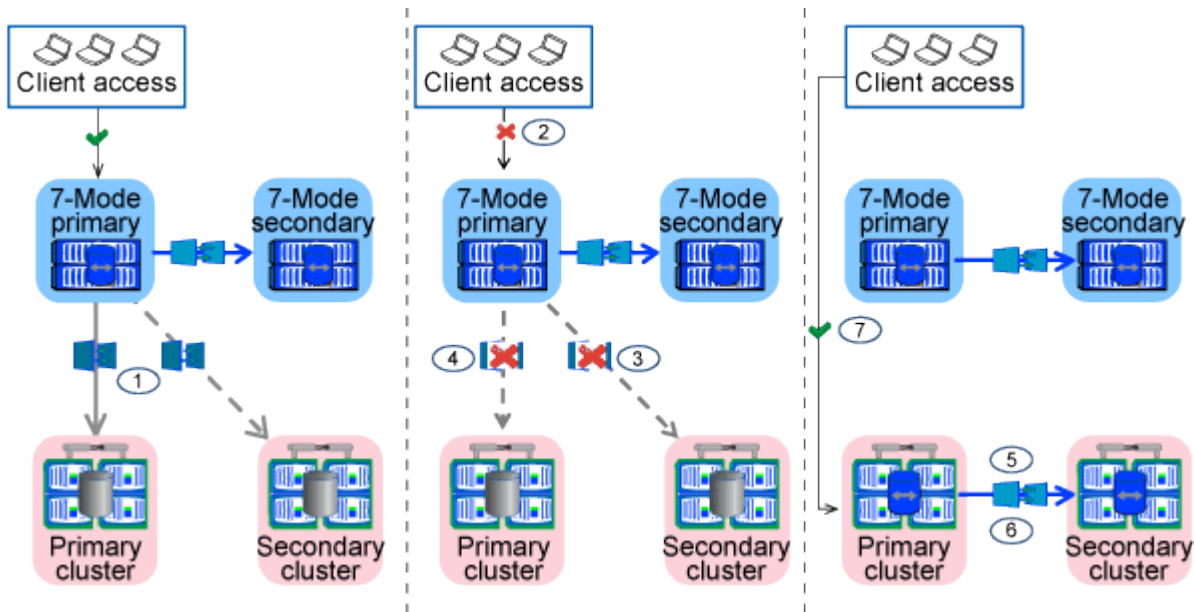 Client access
7-Mode
primary
7-Mode
secondary
1
Primary
cluster
Secondary
cluster
Client access
2
7-Mode
primary
7-Mode
secondary
4
3
Primary
cluster
Secondary
cluster
Client access
7-Mode
primary
7-Mode
secondary
7
5
6
Primary
cluster
Secondary
cluster